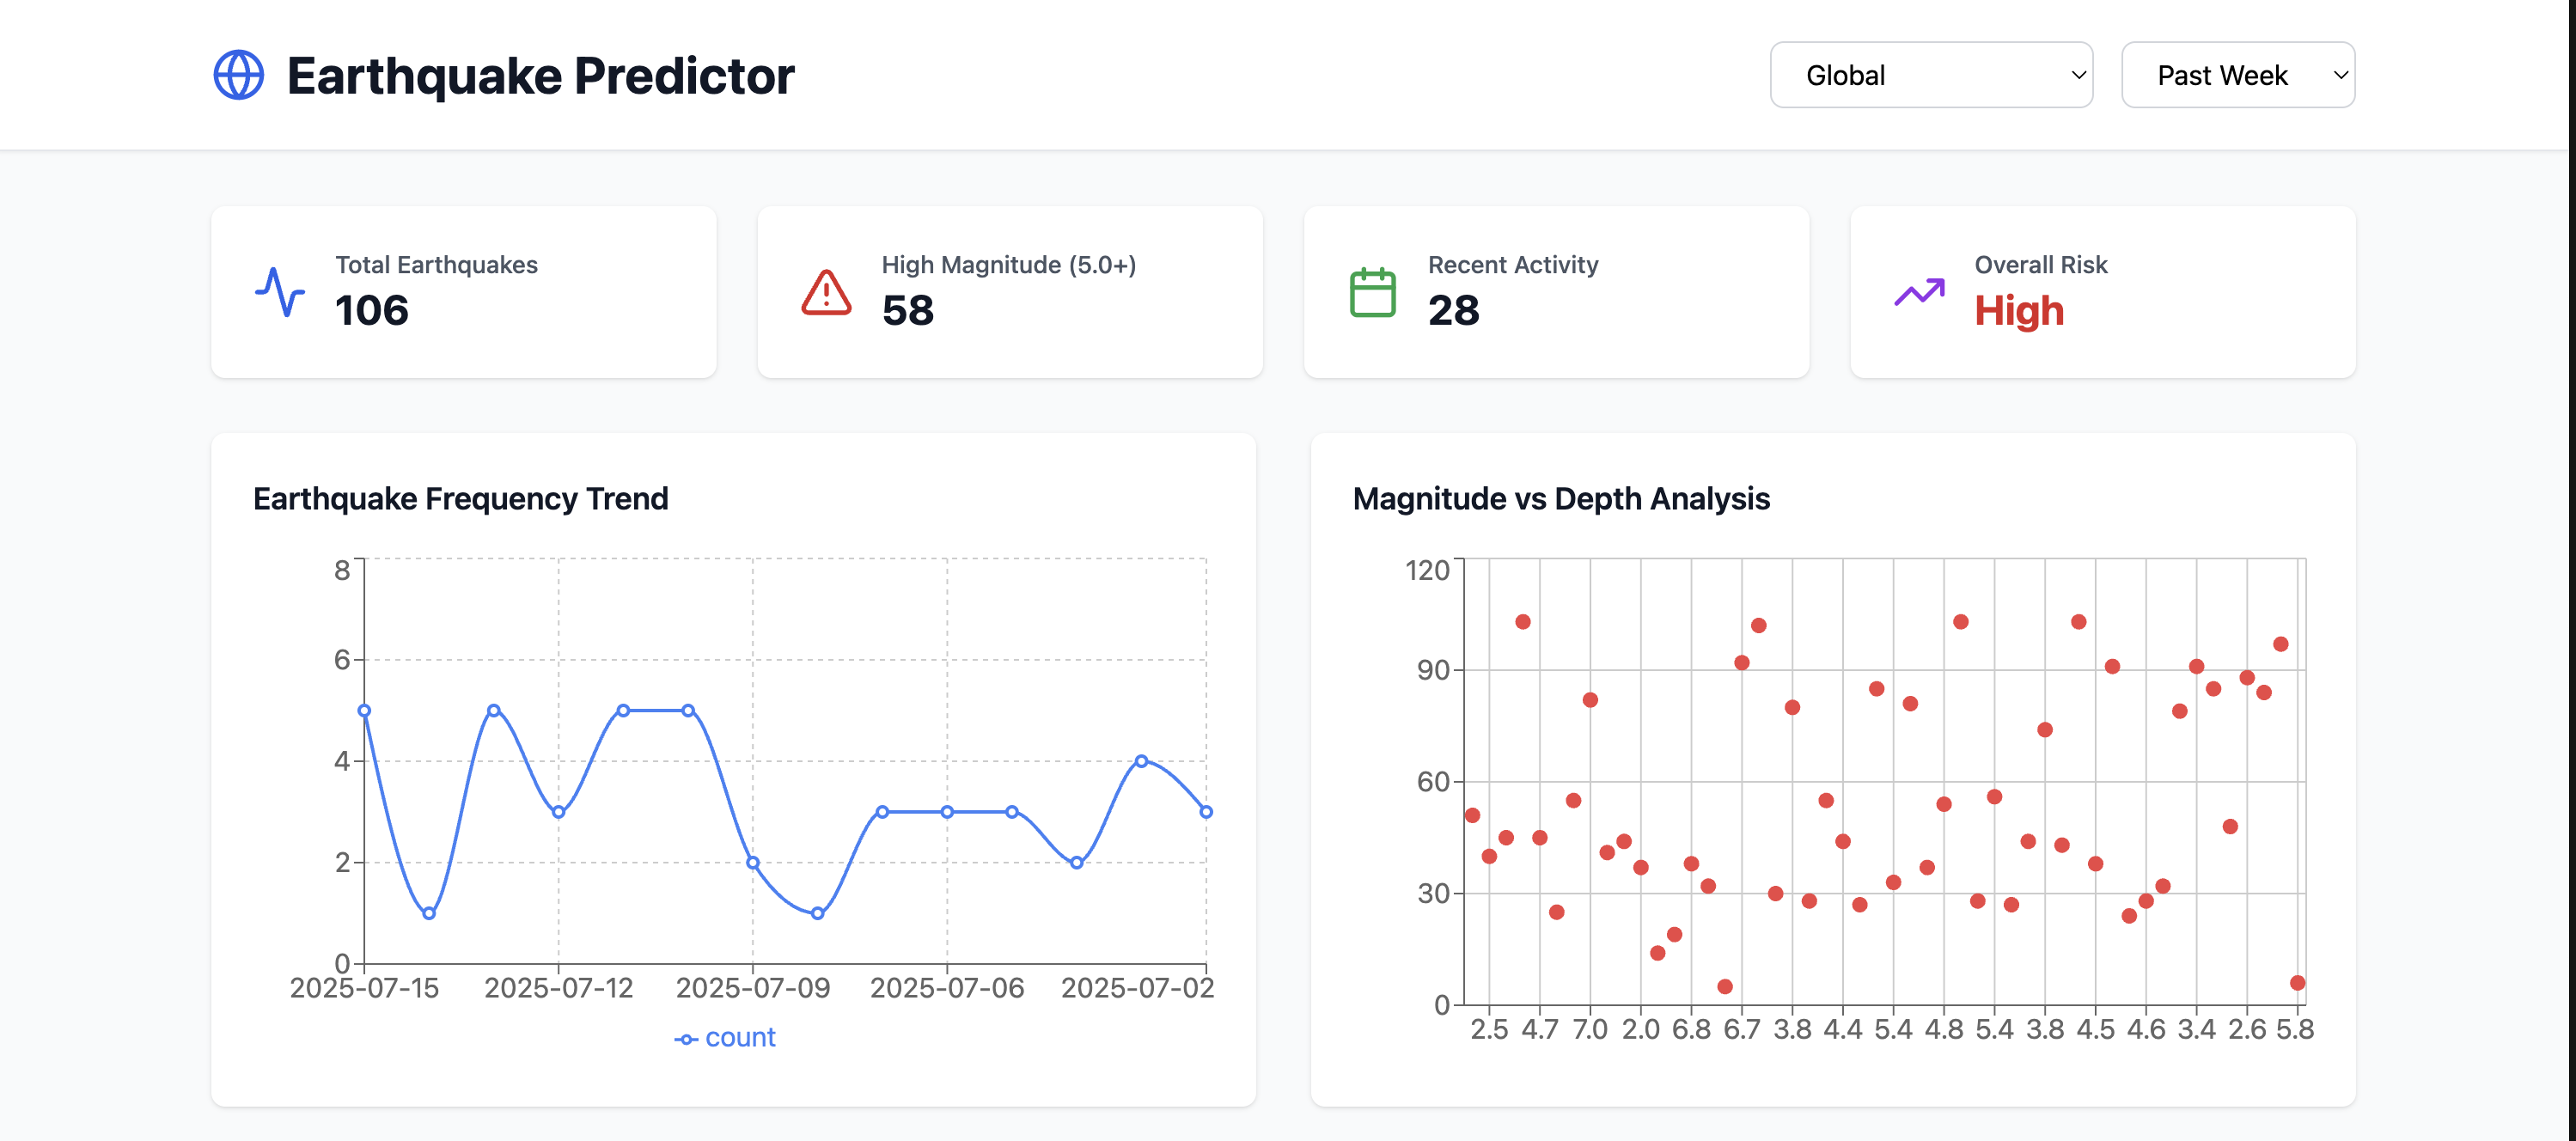 Earthquake Predictor
Global
Past Week
Total Earthquakes
106
High Magnitude (5.0+)
58
Recent Activity
28
Overall Risk
High
Earthquake Frequency Trend
8
6
4
2
0
2025-07-15 2025-07-12 2025-07-09 2025-07-06 2025-07-02
count
Magnitude vs Depth Analysis
120
90
60
30
0
2.5 4.7 7.0 2.0 6.8 6.7 3.8 4.4 5.4 4.8 5.4 3.8 4.5 4.6 3.4 2.6 5.8